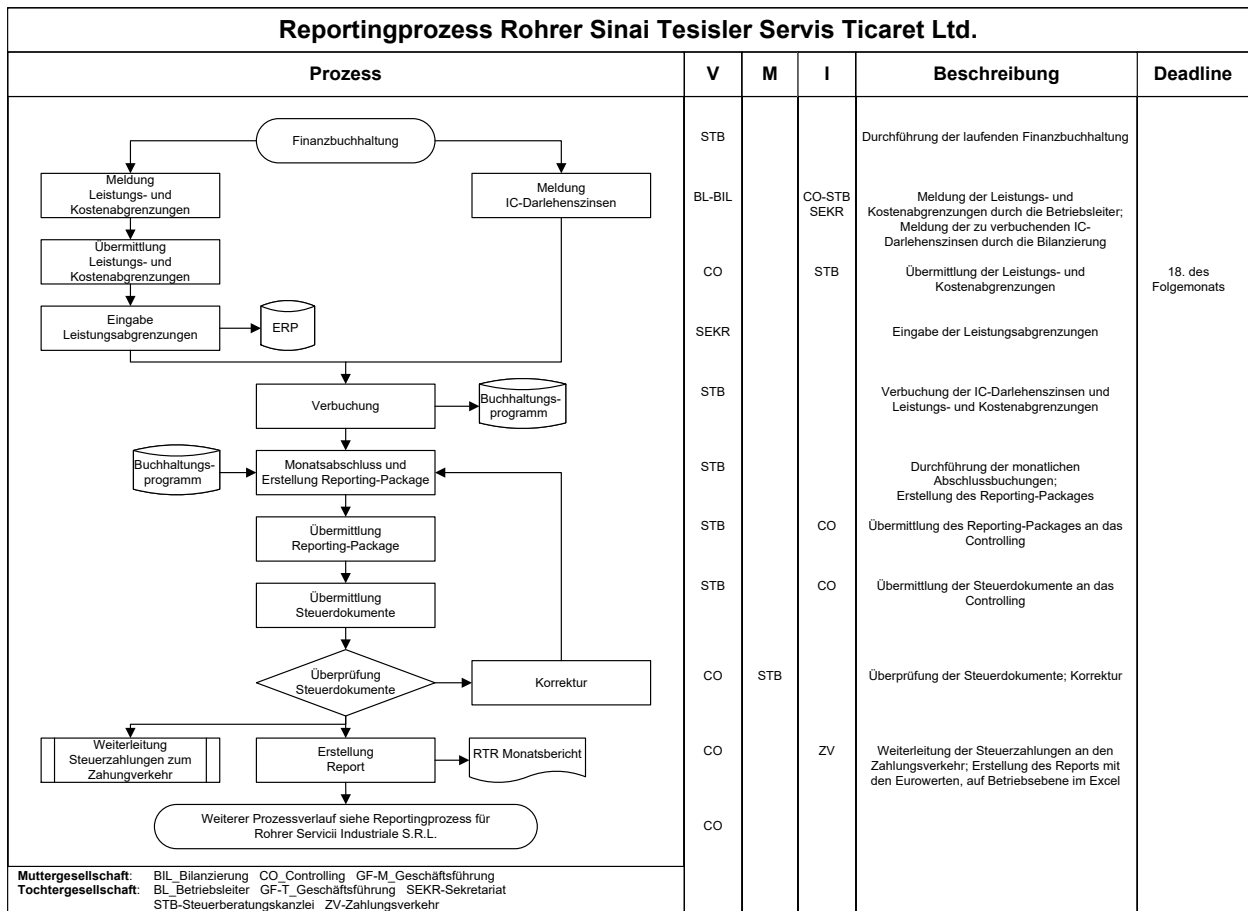 Reportingprozess Rohrer Sinai Tesisler Servis Ticaret Ltd.
Prozess
V
M
I
Beschreibung
Deadline
Finanzbuchhaltung
STB
Durchführung der laufenden Finanzbuchhaltung
Meldung
Leistungs- und
Kostenabgrenzungen
Meldung
IC-Darlehenszinsen
BL-BIL
CO-STB
SEKR
Meldung der Leistungs- und
Kostenabgrenzungen durch die Betriebsleiter;
Meldung der zu verbuchenden IC-
Darlehenszinsen durch die Bilanzierung
Übermittlung
Leistungs- und
Kostenabgrenzungen
CO
STB
Übermittlung der Leistungs- und
Kostenabgrenzungen
18. des
Folgemonats
Eingabe
Leistungsabgrenzungen
ERP
SEKR
Eingabe der Leistungsabgrenzungen
Verbuchung
Buchhaltungs-
programm
STB
Verbuchung der IC-Darlehenszinsen und
Leistungs- und Kostenabgrenzungen
Buchhaltungs-
programm
Monatsabschluss und
Erstellung Reporting-Package
STB
Durchführung der monatlichen
Abschlussbuchungen;
Erstellung des Reporting-Packages
Übermittlung
Reporting-Package
STB
CO
Übermittlung des Reporting-Packages an das
Controlling
Übermittlung
Steuerdokumente
STB
CO
Übermittlung der Steuerdokumente an das
Controlling
Überprüfung
Steuerdokumente
Korrektur
CO
STB
Überprüfung der Steuerdokumente; Korrektur
Weiterleitung
Steuerzahlungen zum
Zahungverkehr
Erstellung
Report
RTR Monatsbericht
CO
ZV
Weiterleitung der Steuerzahlungen an den
Zahlungsverkehr; Erstellung des Reports mit
den Eurowerten, auf Betriebsebene im Excel
Weiterer Prozessverlauf siehe Reportingprozess für
Rohrer Servicii Industriale S.R.L.
CO
Muttergesellschaft: BIL_Bilanzierung CO_Controlling GF-M_Geschäftsführung
Tochtergesellschaft: BL_Betriebsleiter GF-T_Geschäftsführung SEKR-Sekretariat
STB-Steuerberatungskanzlei ZV-Zahlungsverkehr